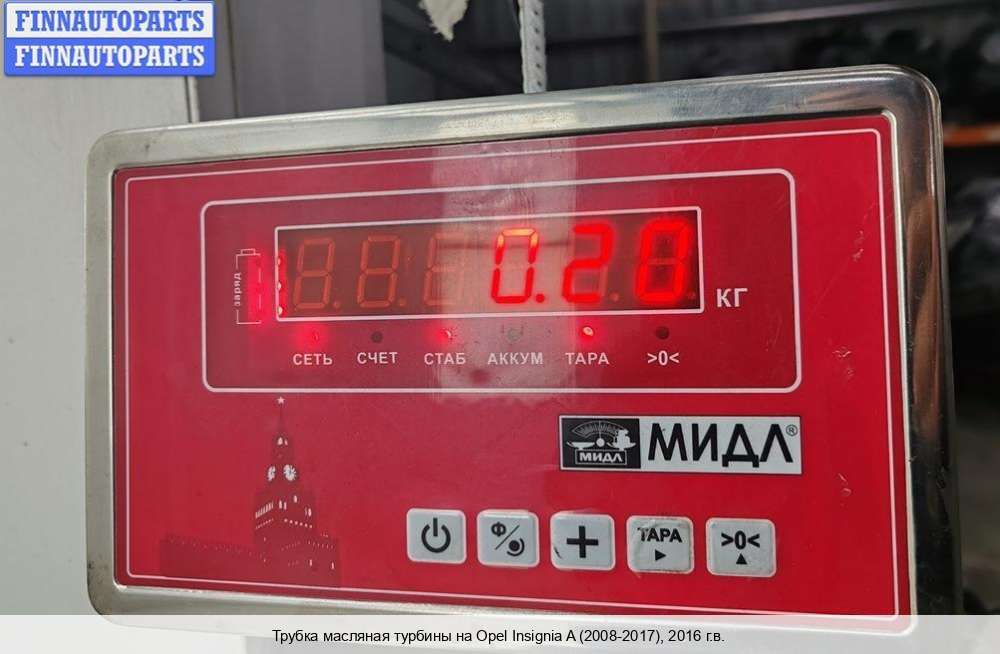 FINNAUTOPARTS
FINNAUTOPARTS
заряд
0.20
КГ
СЕТЬ СЧЕТ СТАБ АККУМ ТАРА >0<
МИДЛ МИДЛ®
Ф ТАРА >0<
Трубка масляная турбины на Opel Insignia A (2008-2017), 2016 г.в.